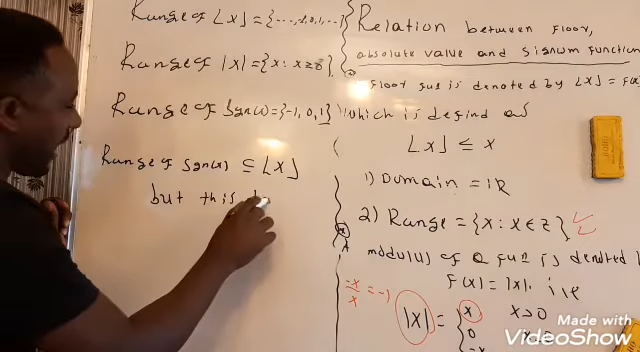 Range of ⌊x⌋ = {..., -1, 0, 1, ...}
Range of |x| = {x: x ≥ 0}
Range of Sgn(x) = {-1, 0, 1}
Range of Sgn(x) ⊆ ⌊x⌋
but this
Relation between floor,
absolute value and signum function
floor fun is denoted by ⌊x⌋ = f(x)
which is defind as
⌊x⌋ ≤ x
1) Domain = IR
2) Range = {x: x ∈ z}
modulus of a fun is denoted
f(x) = |x|. i.e
-x/x = -1
|x| = { x x>0
0
-x
Made with
VideoShow